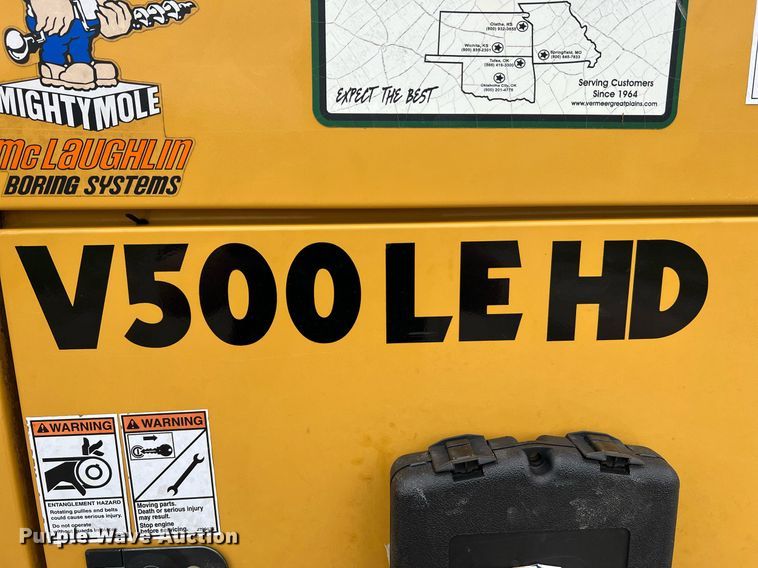 MIGHTYMOLE
McLAUGHLIN
BORING SYSTEMS
Olathe, KS
Wichita, KS
Springfield, MO
Tulsa, OK
Oklahoma City, OK
EXPECT THE BEST
Serving Customers
Since 1964
www.vermeergreatplains.com
V500 LE HD
WARNING
ENTANGLEMENT HAZARD
Rotating pulleys and belts
could cause serious injury.
Do not operate
WARNING
Moving parts.
Death or serious injury
may result.
Stop engine
before servicing.
Purple Wave Auction